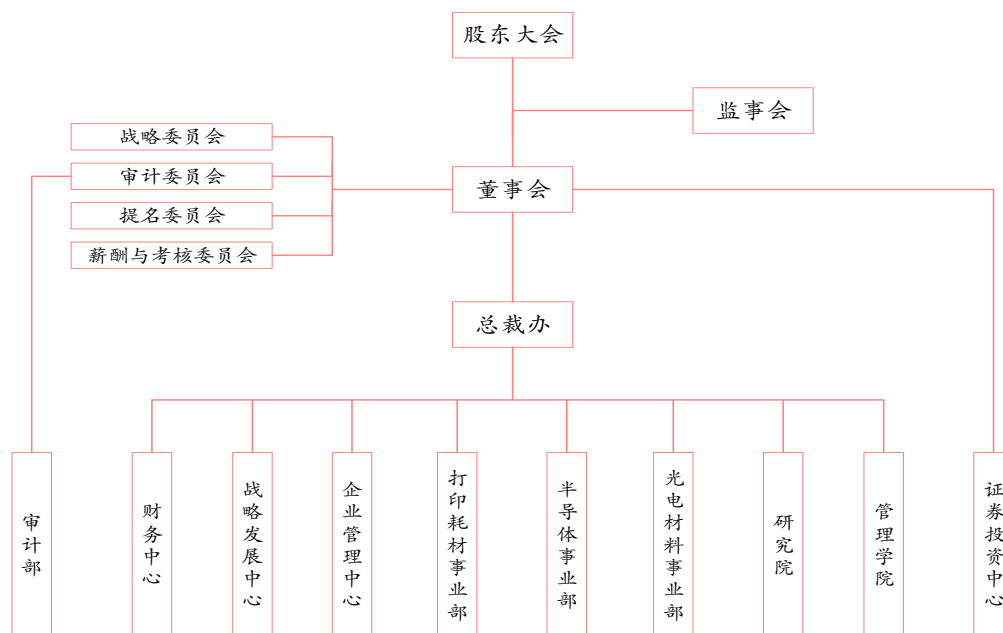 股东大会
监事会
战略委员会
审计委员会
董事会
提名委员会
薪酬与考核委员会
总裁办
审计部
财务中心
战略发展中心
企业管理中心
打印耗材事业部
半导体事业部
光电材料事业部
研究院
管理学院
证券投资中心